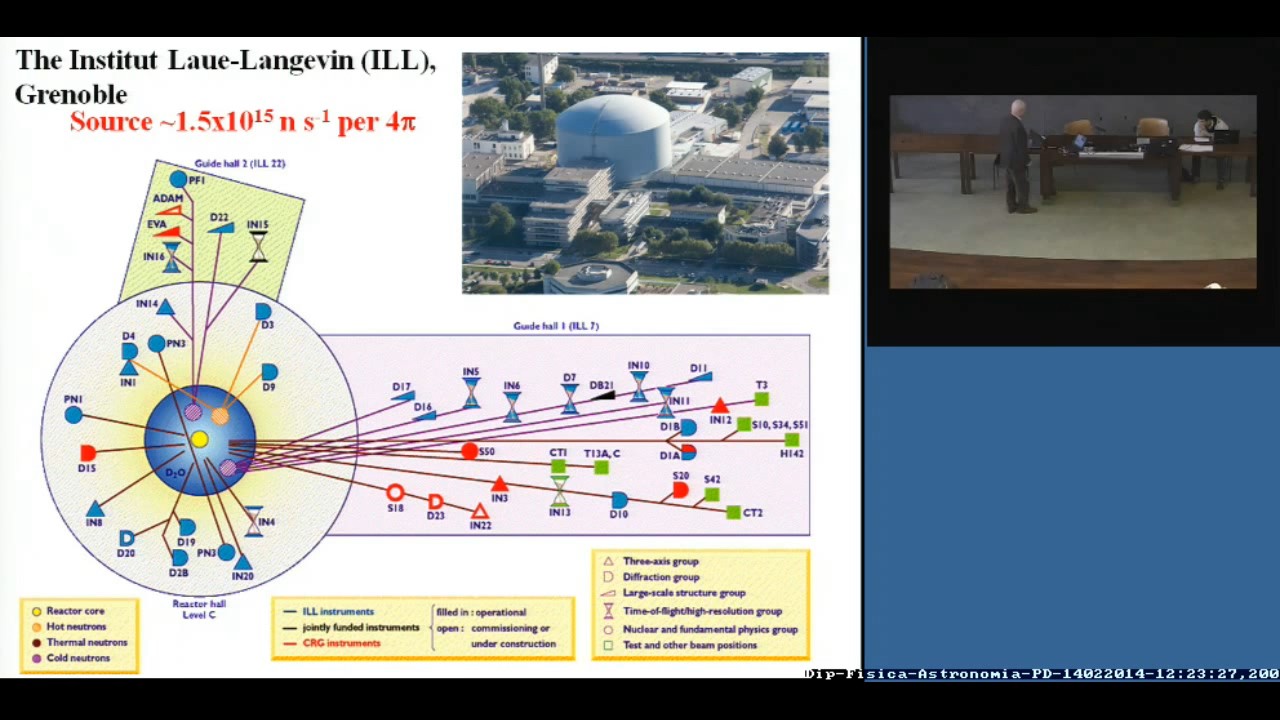 The Institut Laue-Langevin (ILL),
Grenoble
Source ~1.5x10¹⁵ n s⁻¹ per 4π
Guide hall 2 (ILL 22)
PF1
ADAM
D22
EVA
IN15
IN16
IN14
D3
D4
PN3
IN1
D9
PN1
D15
D₂O
IN8
IN4
D20
D19
D2B
PN3
IN20
Reactor hall
Level C
Guide hall 1 (ILL 7)
D17
D16
IN5
IN6
D7
DB21
IN10
IN11
D11
T3
IN12
S10, S34, S51
D1B
D1A
H142
S50
CT1
T13A, C
S20
S42
IN3
S18
D23
IN22
IN13
D10
CT2
Reactor core
Hot neutrons
Thermal neutrons
Cold neutrons
ILL instruments
jointly funded instruments
CRG instruments
filled in : operational
open : commissioning or
under construction
Three-axis group
Diffraction group
Large-scale structure group
Time-of-flight/high-resolution group
Nuclear and fundamental physics group
Test and other beam positions
Dip-Fisica-Astronomia-PD-14022014-12:23:27,200